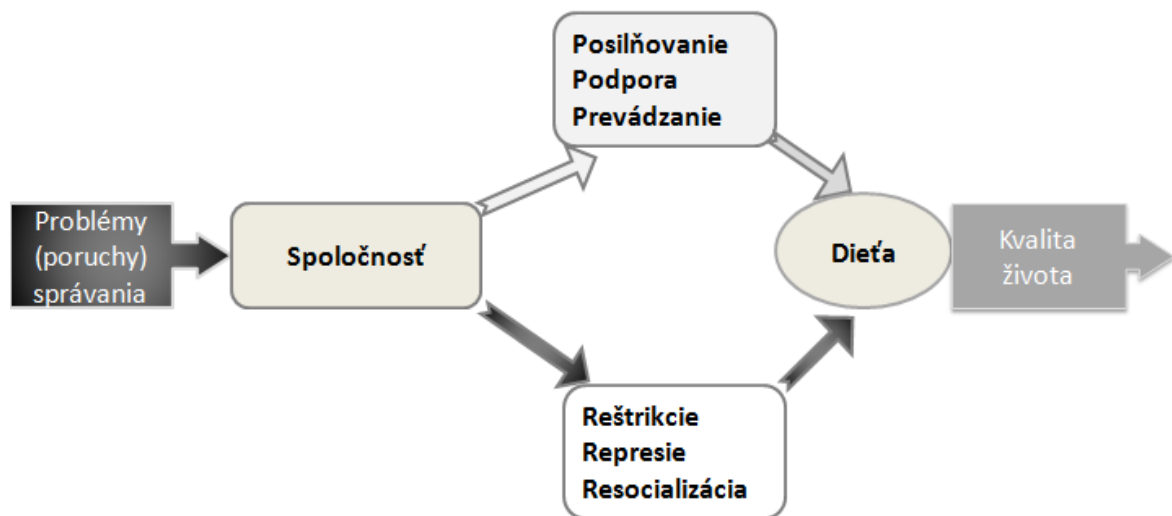 Posilňovanie
Podpora
Prevádzanie
Problémy
(poruchy)
správania
Spoločnosť
Dieťa
Kvalita
života
Reštrikcie
Represie
Resocializácia